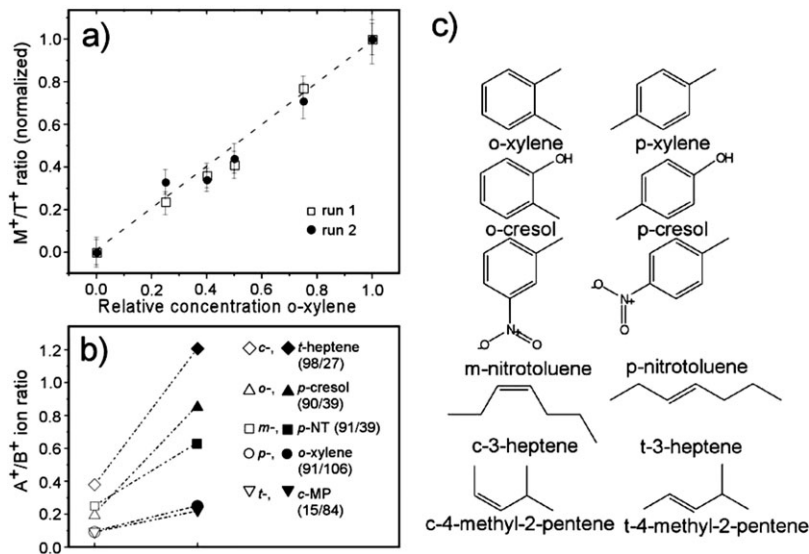 a)
M⁺/T⁺ ratio (normalized)
1.0
0.8
0.6
0.4
0.2
0.0
run 1
run 2
0.0 0.2 0.4 0.6 0.8 1.0
Relative concentration o-xylene
b)
A⁺/B⁺ ion ratio
1.2
1.0
0.8
0.6
0.4
0.2
0.0
c-, t-heptene
(98/27)
o-, p-cresol
(90/39)
m-, p-NT (91/39)
p-, o-xylene
(91/106)
t-, c-MP
(15/84)
c)
o-xylene
p-xylene
OH
OH
o-cresol
p-cresol
-O N+ O
-O N+ O
m-nitrotoluene
p-nitrotoluene
c-3-heptene
t-3-heptene
c-4-methyl-2-pentene
t-4-methyl-2-pentene